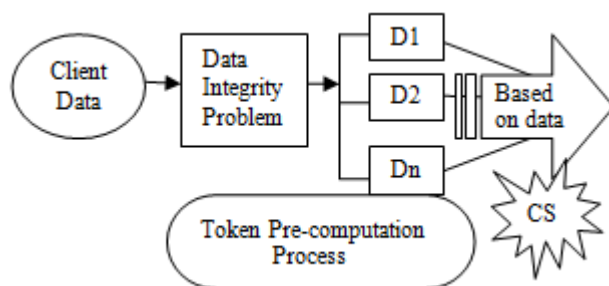 Client
Data
Data
Integrity
Problem
D1
D2
Dn
Based
on data
CS
Token Pre-computation
Process